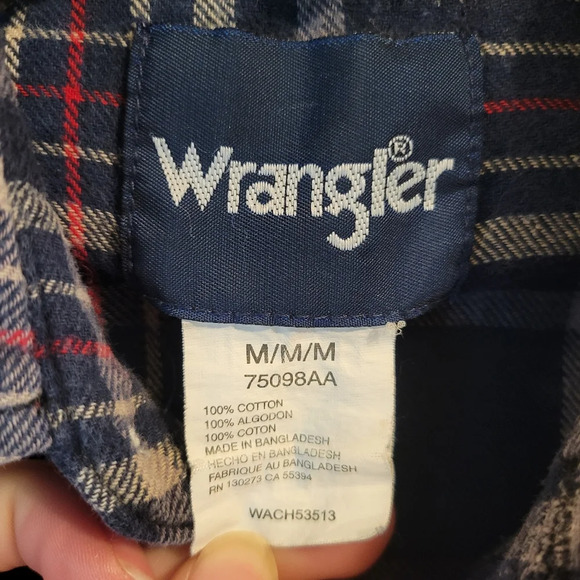 Wrangler®
M/M/M
75098AA
100% COTTON
100% ALGODON
100% COTON
MADE IN BANGLADESH
HECHO EN BANGLADESH
FABRIQUE AU BANGLADESH
RN 130273 CA 55394
WACH53513